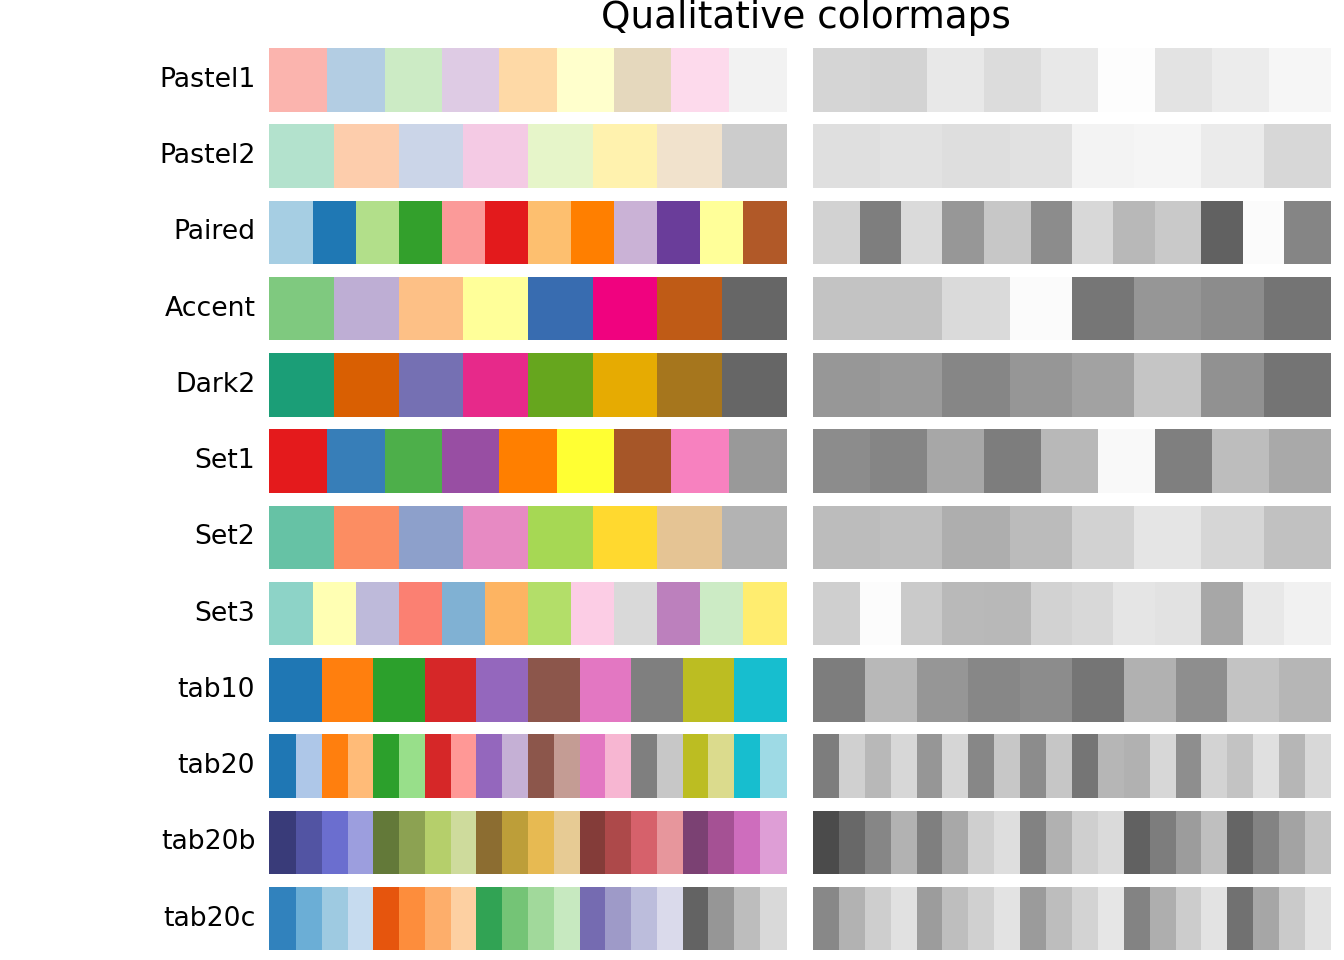 Qualitative colormaps
Pastel1
Pastel2
Paired
Accent
Dark2
Set1
Set2
Set3
tab10
tab20
tab20b
tab20c